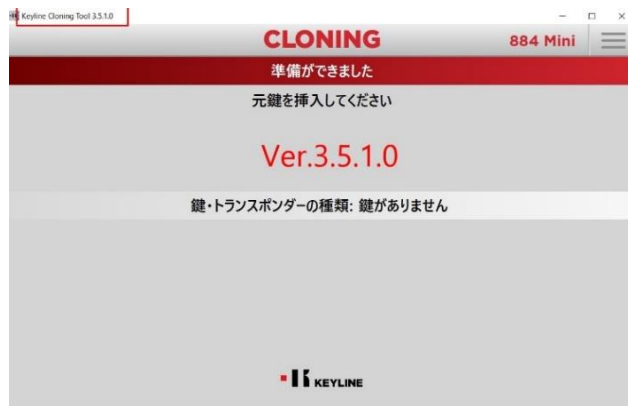 Keyline Cloning Tool 3.5.1.0
CLONING
884 Mini
準備ができました
元鍵を挿入してください
Ver.3.5.1.0
鍵・トランスポンダーの種類: 鍵がありません
KEYLINE